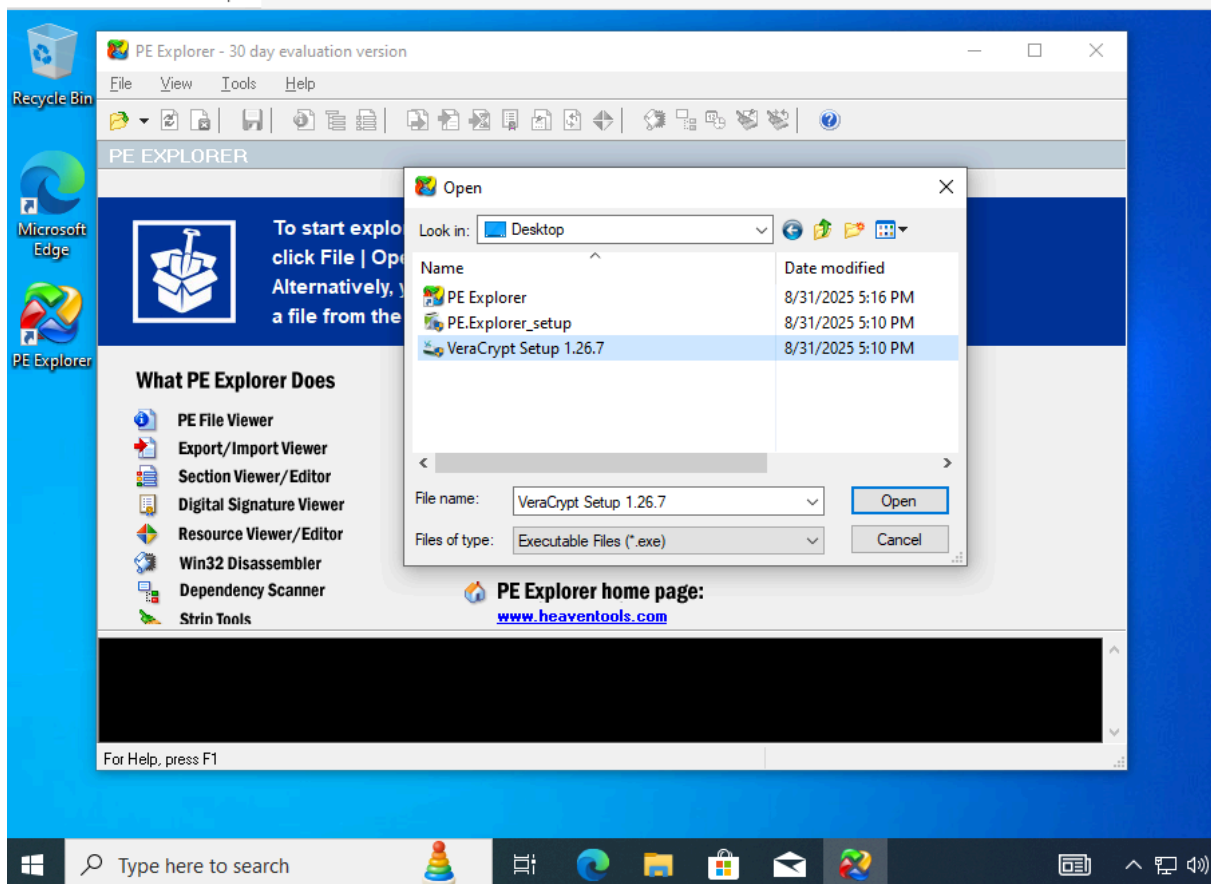 Recycle Bin
Microsoft
Edge
PE Explorer
PE Explorer - 30 day evaluation version
File View Tools Help
PE EXPLORER
To start explo
click File | Ope
Alternatively, y
a file from the
What PE Explorer Does
PE File Viewer
Export/Import Viewer
Section Viewer/Editor
Digital Signature Viewer
Resource Viewer/Editor
Win32 Disassembler
Dependency Scanner
Strip Tools
Open
Look in: Desktop
Name Date modified
PE Explorer 8/31/2025 5:16 PM
PE.Explorer_setup 8/31/2025 5:10 PM
VeraCrypt Setup 1.26.7 8/31/2025 5:10 PM
File name: VeraCrypt Setup 1.26.7 Open
Files of type: Executable Files (*.exe) Cancel
PE Explorer home page:
www.heaventools.com
For Help, press F1
Type here to search